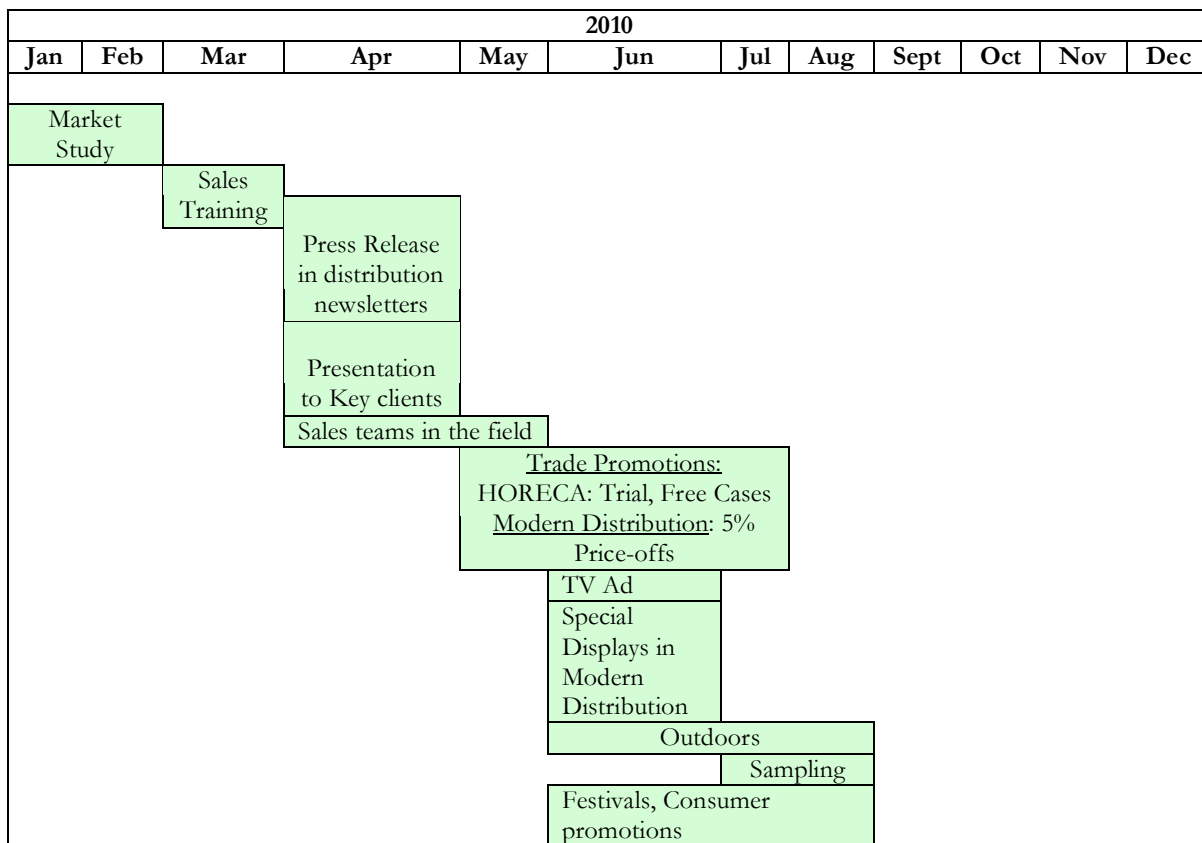 2010
Jan Feb Mar Apr May Jun Jul Aug Sept Oct Nov Dec
Market
Study
Sales
Training
Press Release
in distribution
newsletters
Presentation
to Key clients
Sales teams in the field
Trade Promotions:
HORECA: Trial, Free Cases
Modern Distribution: 5%
Price-offs
TV Ad
Special
Displays in
Modern
Distribution
Outdoors
Sampling
Festivals, Consumer
promotions